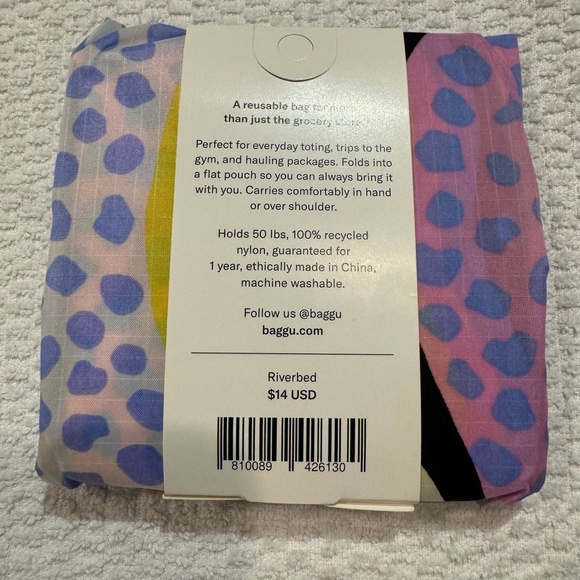 A reusable bag for more
than just the grocery store.
Perfect for everyday toting, trips to the
gym, and hauling packages. Folds into
a flat pouch so you can always bring it
with you. Carries comfortably in hand
or over shoulder.
Holds 50 lbs, 100% recycled
nylon, guaranteed for
1 year, ethically made in China,
machine washable.
Follow us @baggu
baggu.com
Riverbed
$14 USD
810089 426130